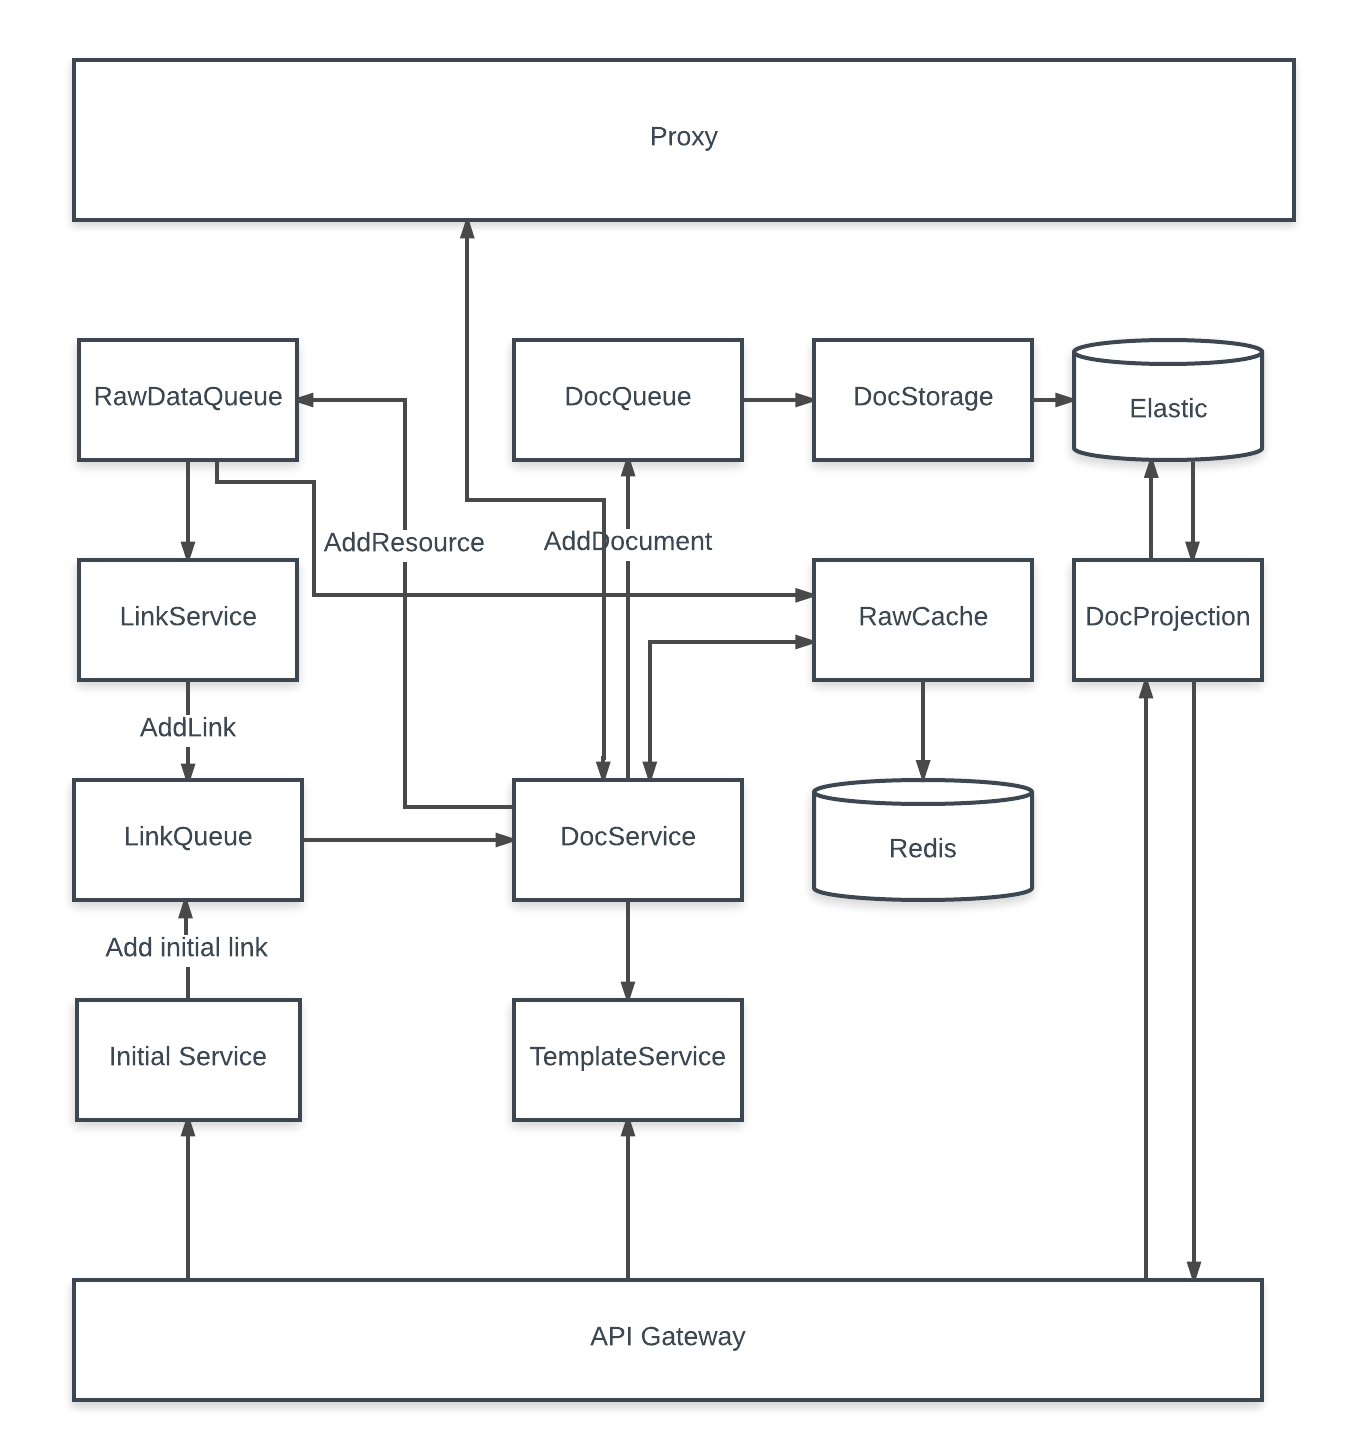 Proxy
RawDataQueue
DocQueue
DocStorage
Elastic
AddResource
AddDocument
LinkService
RawCache
DocProjection
AddLink
LinkQueue
DocService
Redis
Add initial link
Initial Service
TemplateService
API Gateway